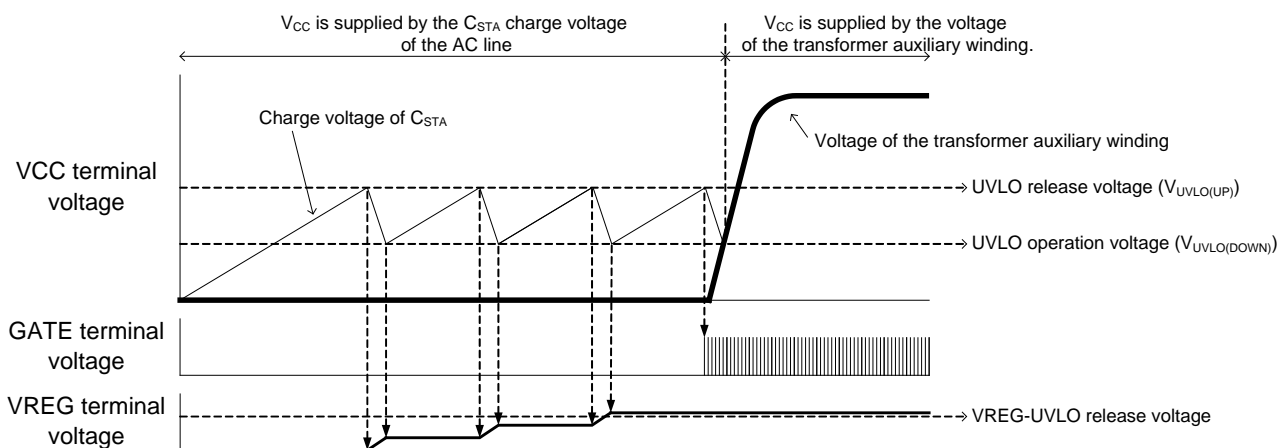 V_CC is supplied by the C_STA charge voltage
of the AC line
V_CC is supplied by the voltage
of the transformer auxiliary winding.
Charge voltage of C_STA
Voltage of the transformer auxiliary winding
VCC terminal
voltage
UVLO release voltage (V_UVLO(UP))
UVLO operation voltage (V_UVLO(DOWN))
GATE terminal
voltage
VREG terminal
voltage
VREG-UVLO release voltage